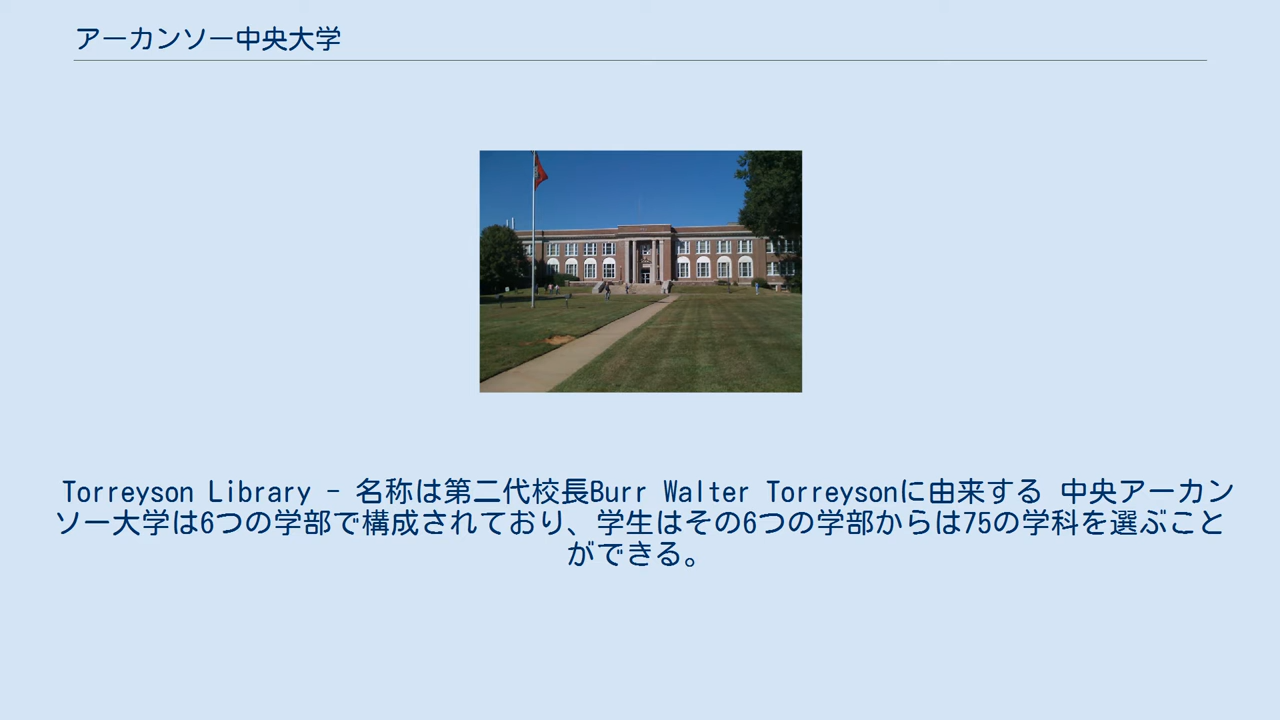 アーカンソー中央大学
Torreyson Library - 名称は第二代校長Burr Walter Torreysonに由来する 中央アーカン
ソー大学は6つの学部で構成されており、学生はその6つの学部からは75の学科を選ぶこと
ができる。